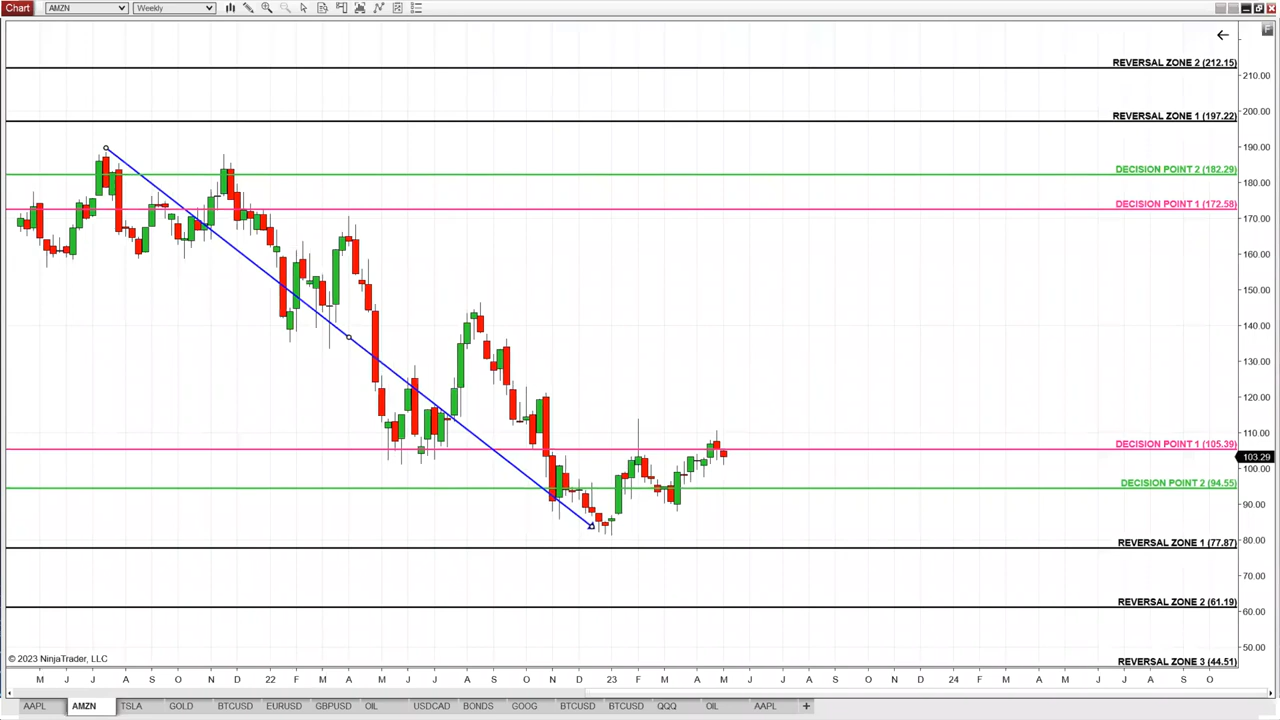 Chart AMZN Weekly
F
REVERSAL ZONE 2 (212.15)
210.00
200.00
REVERSAL ZONE 1 (197.22)
190.00
DECISION POINT 2 (182.29)
180.00
DECISION POINT 1 (172.58)
170.00
160.00
150.00
140.00
130.00
120.00
110.00
DECISION POINT 1 (105.39)
103.29
100.00
DECISION POINT 2 (94.55)
90.00
80.00
REVERSAL ZONE 1 (77.87)
70.00
REVERSAL ZONE 2 (61.19)
60.00
50.00
© 2023 NinjaTrader, LLC
REVERSAL ZONE 3 (44.51)
M J J A S O N D 22 F M A M J J A S O N 23 F M A M J J A S O N D 24 F M A M J J A S O
AAPL AMZN TSLA GOLD BTCUSD EURUSD GBPUSD OIL USDCAD BONDS GOOG BTCUSD BTCUSD QQQ OIL AAPL +